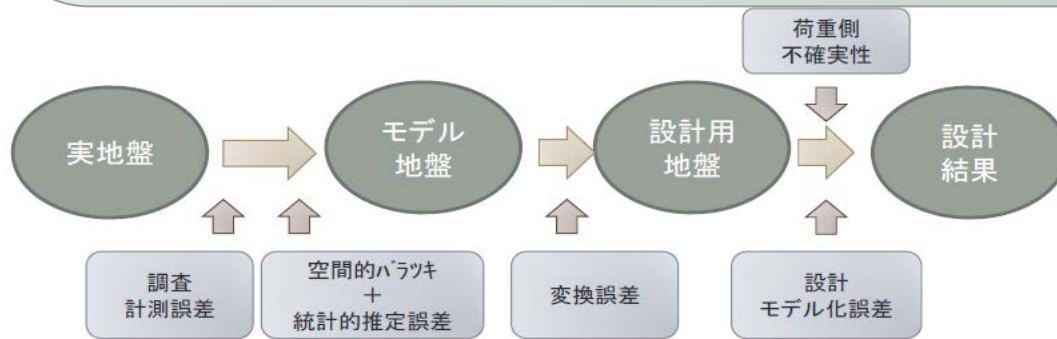 荷重側
不確実性
実地盤
モデル
地盤
設計用
地盤
設計
結果
調査
計測誤差
空間的ﾊﾞﾗﾂｷ
+
統計的推定誤差
変換誤差
設計
モデル化誤差